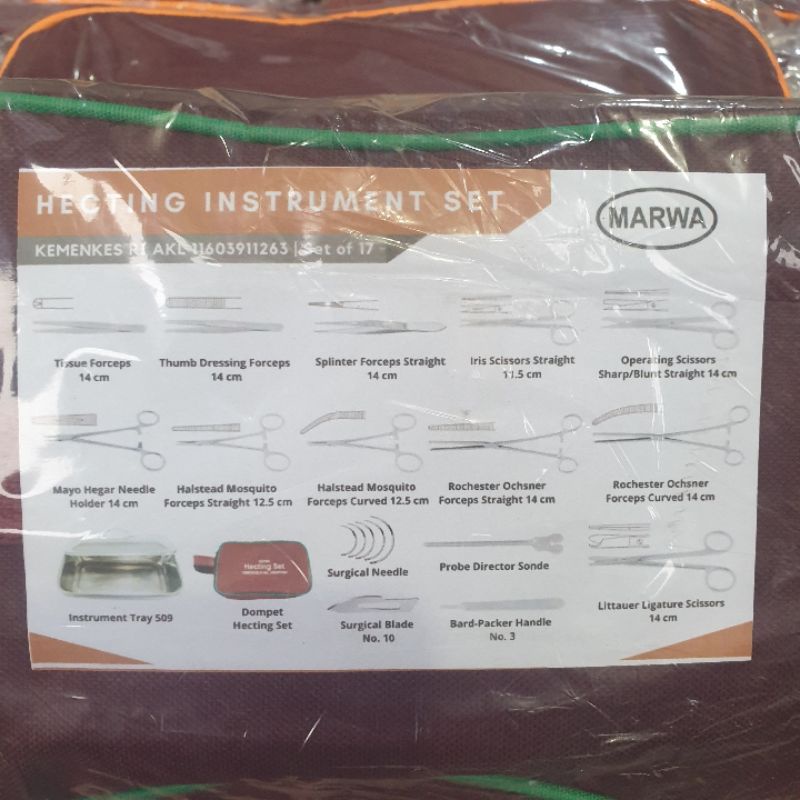 HECTING INSTRUMENT SET
MARWA
KEMENKES RI AKL 11603911263 | Set of 17
Tissue Forceps
14 cm
Thumb Dressing Forceps
14 cm
Splinter Forceps Straight
14 cm
Iris Scissors Straight
11.5 cm
Operating Scissors
Sharp/Blunt Straight 14 cm
Mayo Hegar Needle
Holder 14 cm
Halstead Mosquito
Forceps Straight 12.5 cm
Halstead Mosquito
Forceps Curved 12.5 cm
Rochester Ochsner
Forceps Straight 14 cm
Rochester Ochsner
Forceps Curved 14 cm
Instrument Tray 509
Hecting Set
Dompet
Hecting Set
Surgical Needle
Surgical Blade
No. 10
Probe Director Sonde
Bard-Packer Handle
No. 3
Littauer Ligature Scissors
14 cm